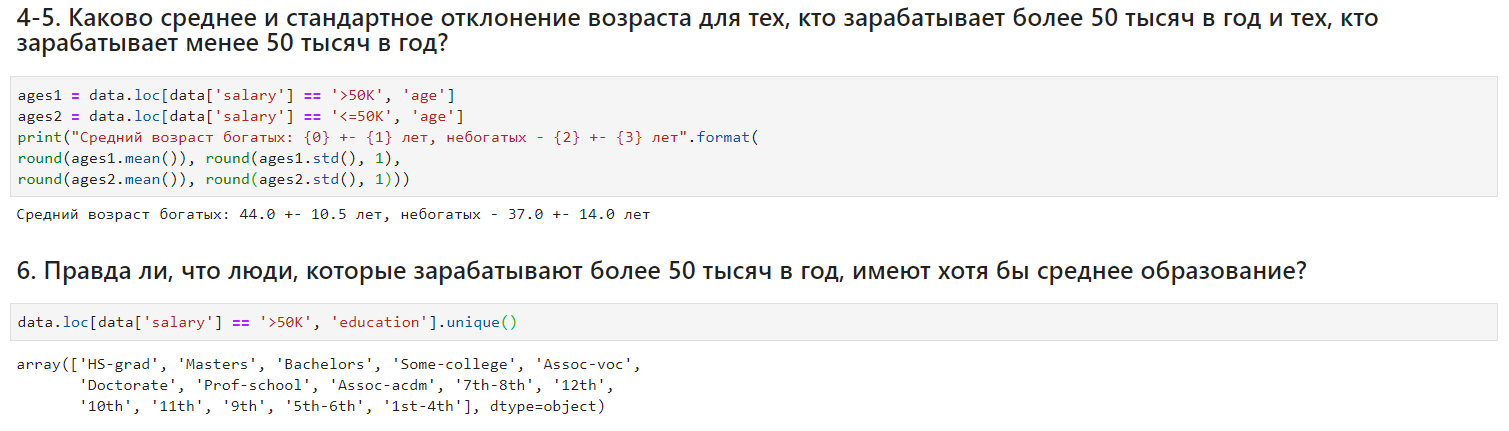 4-5. Каково среднее и стандартное отклонение возраста для тех, кто зарабатывает более 50 тысяч в год и тех, кто
зарабатывает менее 50 тысяч в год?
ages1 = data.loc[data['salary'] == '>50K', 'age']
ages2 = data.loc[data['salary'] == '<=50K', 'age']
print("Средний возраст богатых: {0} +- {1} лет, небогатых - {2} +- {3} лет".format(
round(ages1.mean()), round(ages1.std(), 1),
round(ages2.mean()), round(ages2.std(), 1)))
Средний возраст богатых: 44.0 +- 10.5 лет, небогатых - 37.0 +- 14.0 лет
6. Правда ли, что люди, которые зарабатывают более 50 тысяч в год, имеют хотя бы среднее образование?
data.loc[data['salary'] == '>50K', 'education'].unique()
array(['HS-grad', 'Masters', 'Bachelors', 'Some-college', 'Assoc-voc',
'Doctorate', 'Prof-school', 'Assoc-acdm', '7th-8th', '12th',
'10th', '11th', '9th', '5th-6th', '1st-4th'], dtype=object)